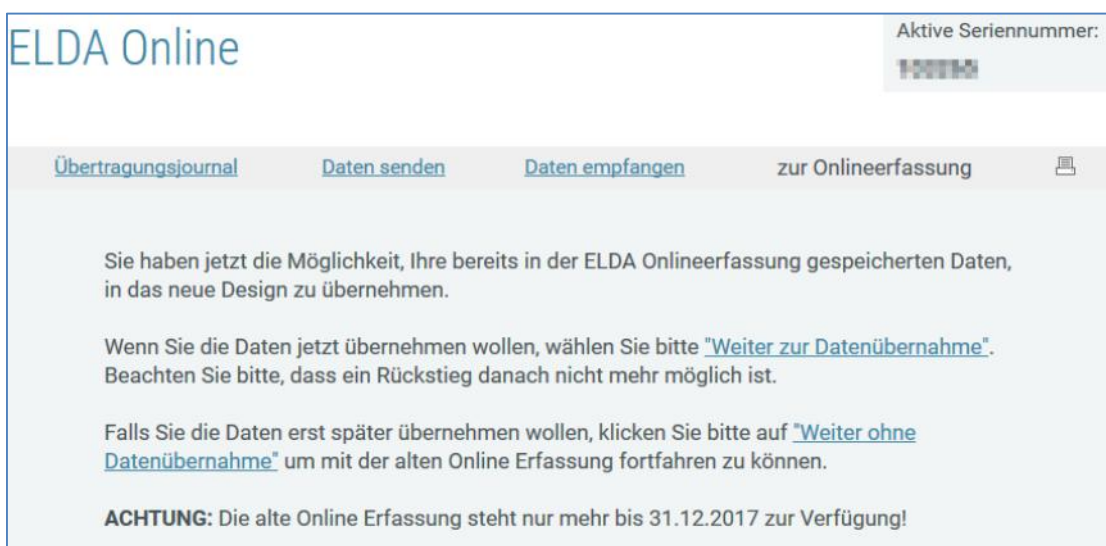 ELDA Online
Aktive Seriennummer:
Übertragungsjournal Daten senden Daten empfangen zur Onlineerfassung
Sie haben jetzt die Möglichkeit, Ihre bereits in der ELDA Onlineerfassung gespeicherten Daten,
in das neue Design zu übernehmen.
Wenn Sie die Daten jetzt übernehmen wollen, wählen Sie bitte "Weiter zur Datenübernahme".
Beachten Sie bitte, dass ein Rückstieg danach nicht mehr möglich ist.
Falls Sie die Daten erst später übernehmen wollen, klicken Sie bitte auf "Weiter ohne
Datenübernahme" um mit der alten Online Erfassung fortfahren zu können.
ACHTUNG: Die alte Online Erfassung steht nur mehr bis 31.12.2017 zur Verfügung!